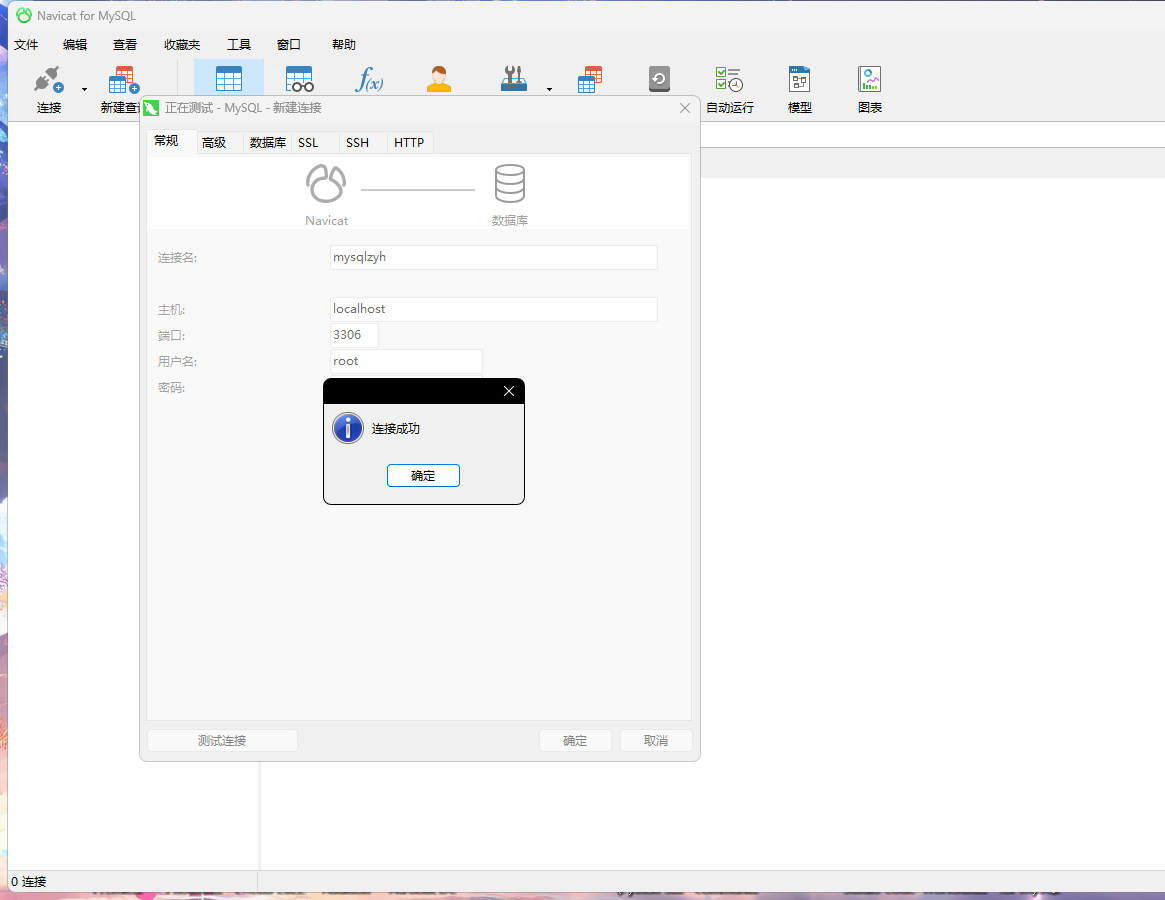 Navicat for MySQL
文件 编辑 查看 收藏夹 工具 窗口 帮助
f(x)
连接 新建查 自动运行 模型 图表
正在测试 - MySQL - 新建连接
常规 高级 数据库 SSL SSH HTTP
Navicat 数据库
连接名: mysqlzyh
主机: localhost
端口: 3306
用户名: root
密码:
连接成功
确定
测试连接 确定 取消
0 连接